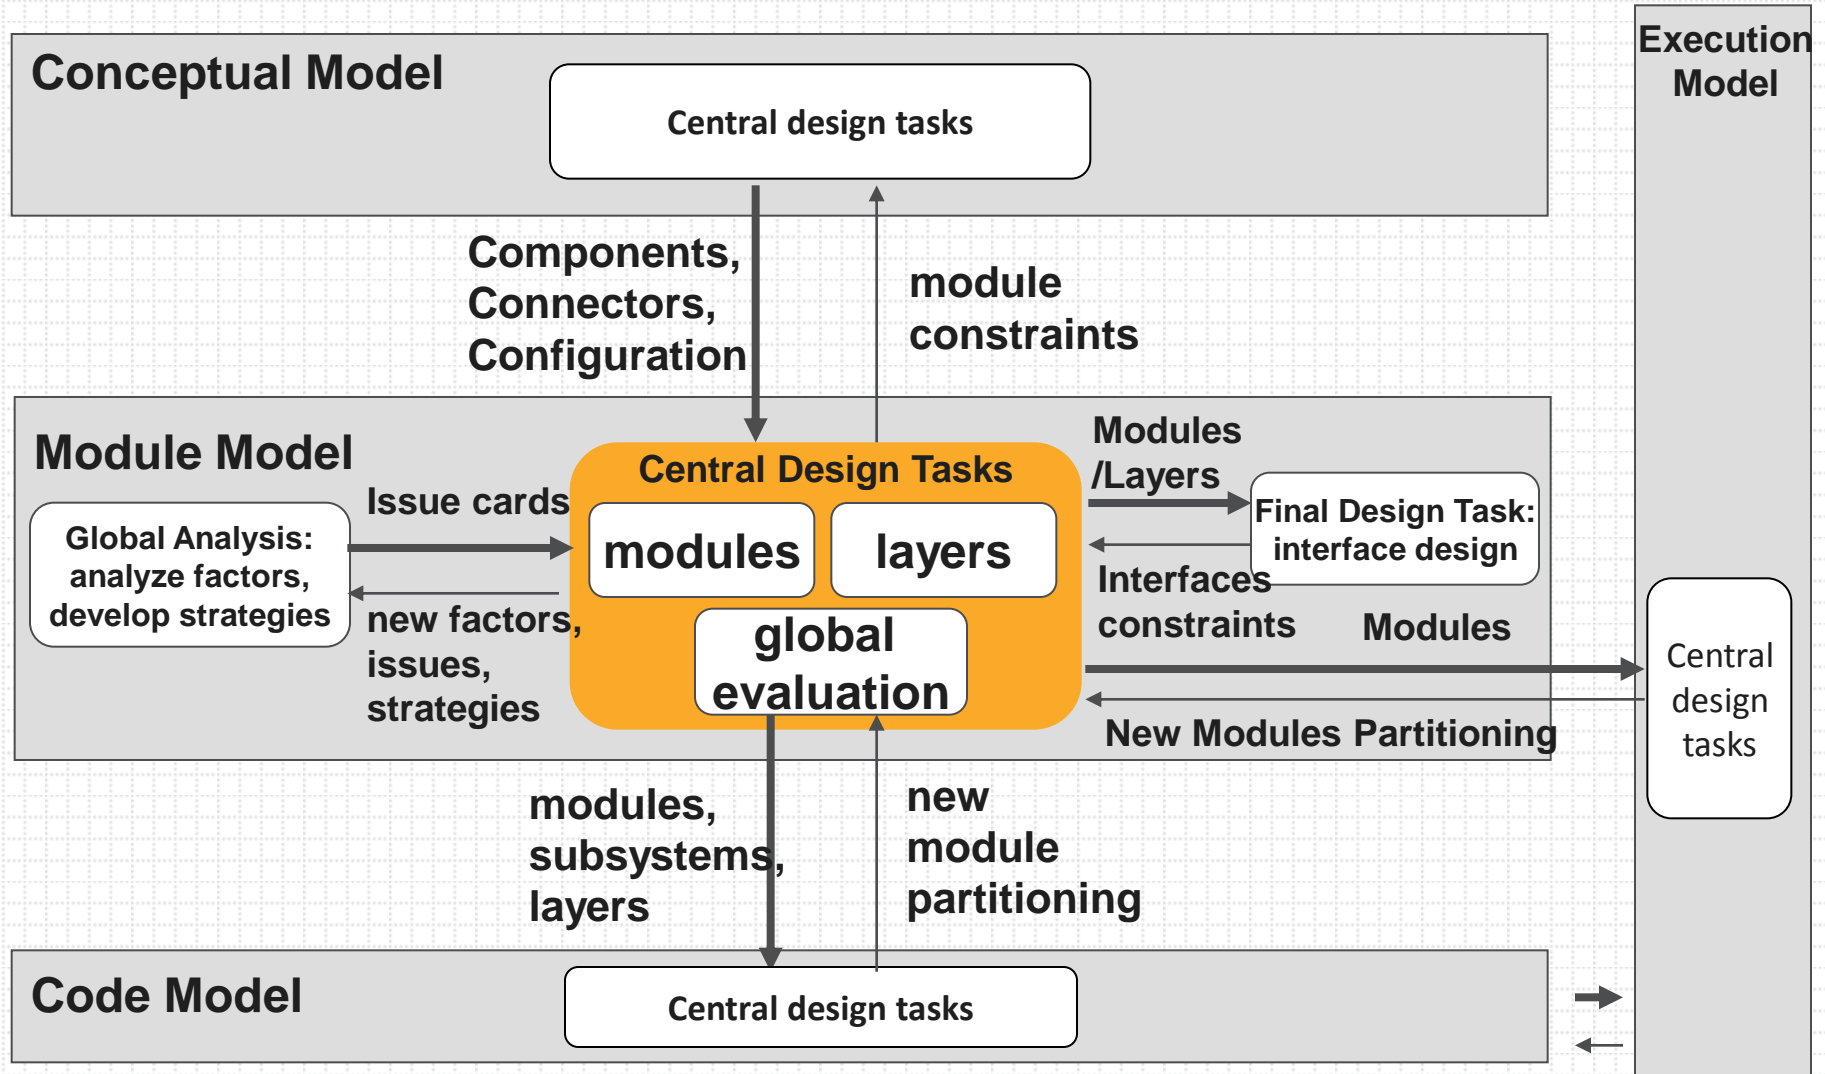 Conceptual Model
Central design tasks
Execution
Model
Components,
Connectors,
Configuration
module
constraints
Module Model
Central Design Tasks
modules
layers
global
evaluation
Issue cards
Global Analysis:
analyze factors,
develop strategies
new factors,
issues,
strategies
Modules
/Layers
Final Design Task:
interface design
Interfaces
constraints
Modules
New Modules Partitioning
Central
design
tasks
modules,
subsystems,
layers
new
module
partitioning
Code Model
Central design tasks